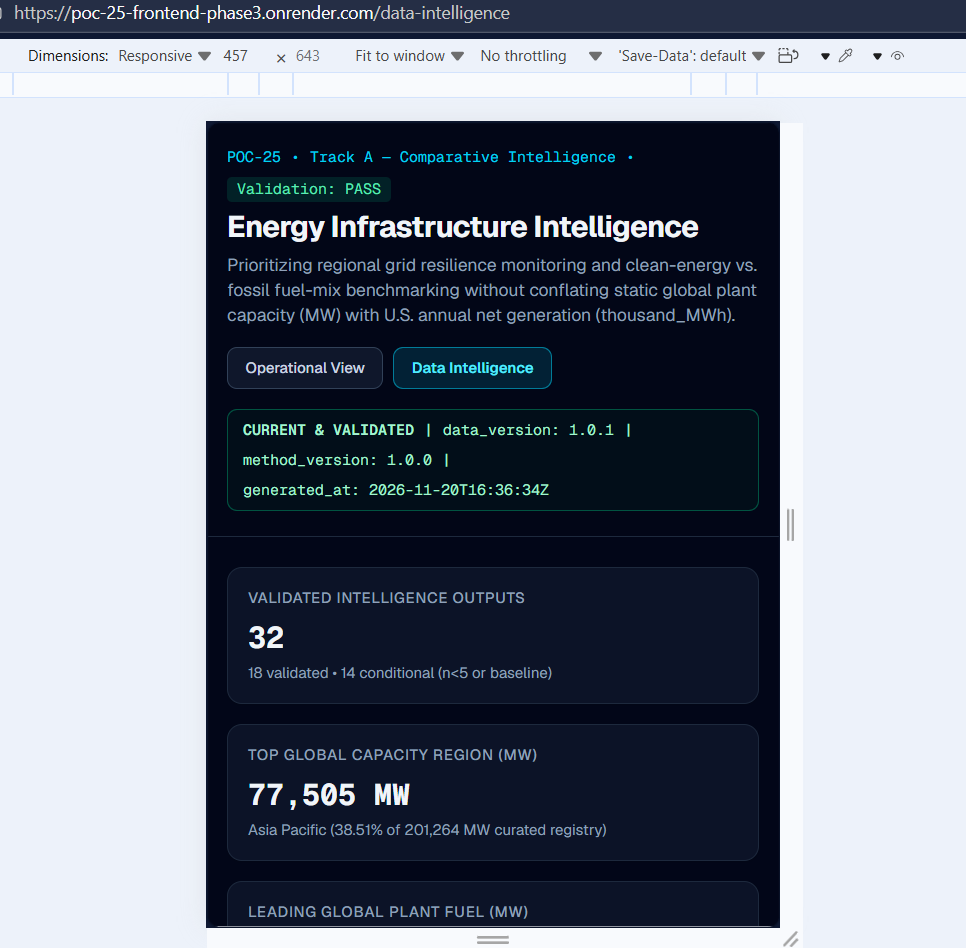 https://poc-25-frontend-phase3.onrender.com/data-intelligence
Dimensions: Responsive 457 × 643 Fit to window No throttling 'Save-Data': default
POC-25 • Track A — Comparative Intelligence •
Validation: PASS
Energy Infrastructure Intelligence
Prioritizing regional grid resilience monitoring and clean-energy vs.
fossil fuel-mix benchmarking without conflating static global plant
capacity (MW) with U.S. annual net generation (thousand_MWh).
Operational View Data Intelligence
CURRENT & VALIDATED | data_version: 1.0.1 |
method_version: 1.0.0 |
generated_at: 2026-11-20T16:36:34Z
VALIDATED INTELLIGENCE OUTPUTS
32
18 validated • 14 conditional (n<5 or baseline)
TOP GLOBAL CAPACITY REGION (MW)
77,505 MW
Asia Pacific (38.51% of 201,264 MW curated registry)
LEADING GLOBAL PLANT FUEL (MW)